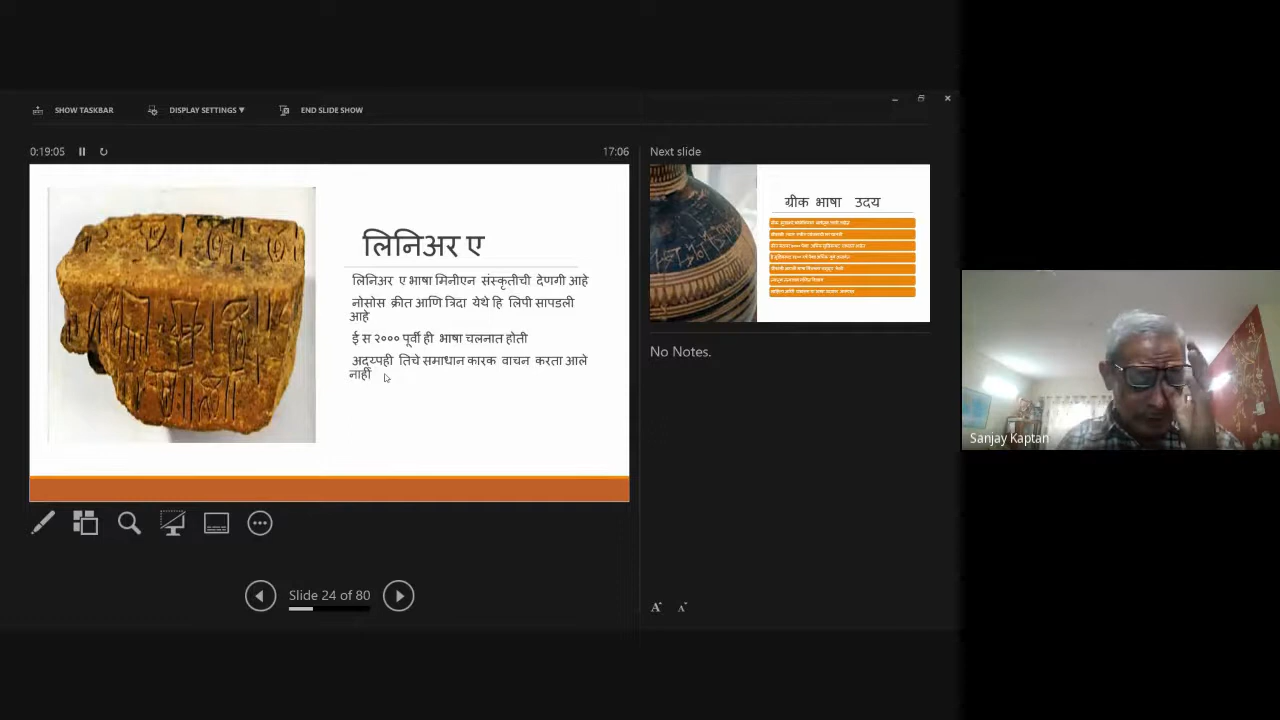 SHOW TASKBAR
DISPLAY SETTINGS ▼
END SLIDE SHOW
0:19:05
17:06
लिनिअर ए
लिनिअर ए भाषा मिनीएन संस्कृतीची देणगी आहे
नोसोस क्रीत आणि त्रिदा येथे हि लिपी सापडली
आहे
ई स २००० पूर्वी ही भाषा चलनात होती
अद्यपही तिचे समाधान कारक वाचन करता आले
नाही
Slide 24 of 80
Next slide
ग्रीक भाषा उदय
No Notes.
A A
Sanjay Kaptan